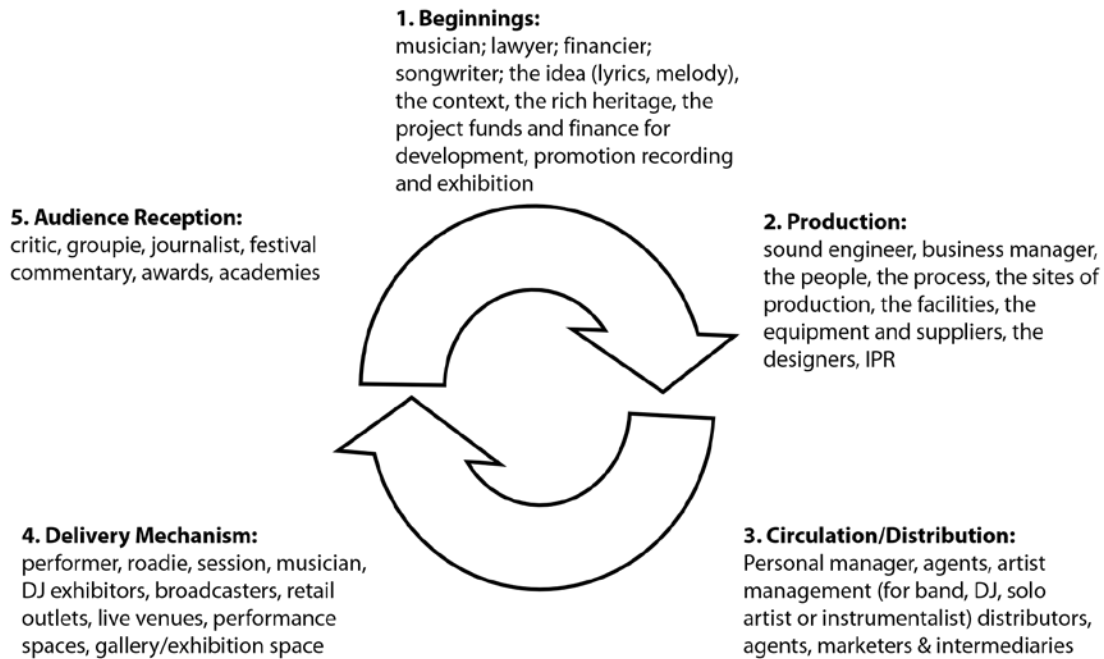 1. Beginnings:
musician; lawyer; financier;
songwriter; the idea (lyrics, melody),
the context, the rich heritage, the
project funds and finance for
development, promotion recording
and exhibition
2. Production:
sound engineer, business manager,
the people, the process, the sites of
production, the facilities, the
equipment and suppliers, the
designers, IPR
3. Circulation/Distribution:
Personal manager, agents, artist
management (for band, DJ, solo
artist or instrumentalist) distributors,
agents, marketers & intermediaries
4. Delivery Mechanism:
performer, roadie, session, musician,
DJ exhibitors, broadcasters, retail
outlets, live venues, performance
spaces, gallery/exhibition space
5. Audience Reception:
critic, groupie, journalist, festival
commentary, awards, academies